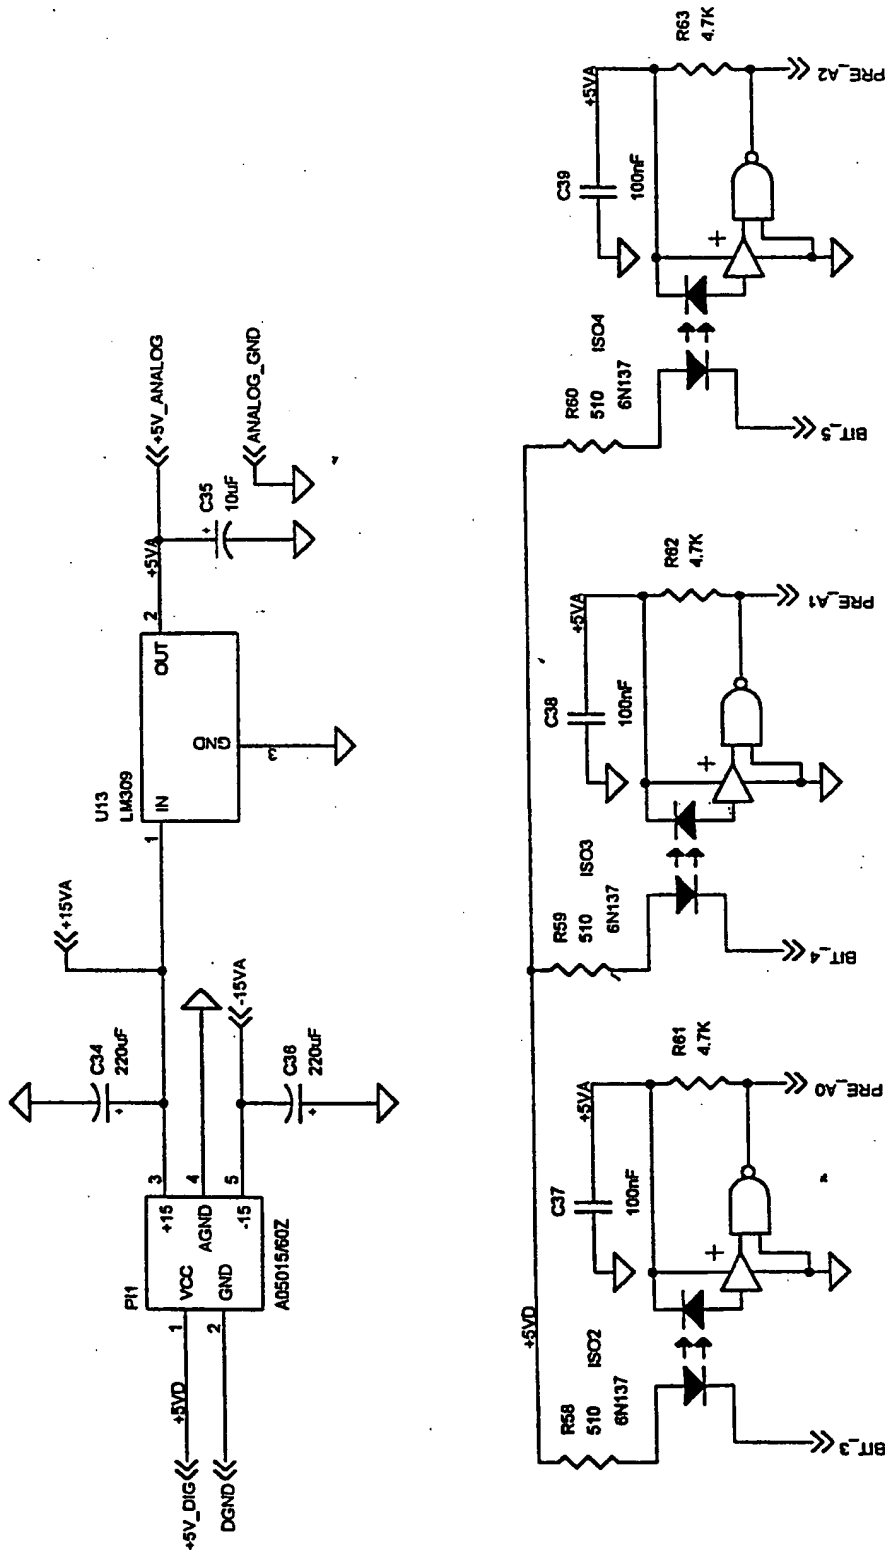 +5V_DIG
DGND
+5VD
1
2
PI1
VCC
GND
+15
AGND
-15
A05015/60Z
3
4
5
C34
220uF
+
C36
220uF
+
+15VA
-15VA
1
U13
LM309
IN
OUT
GND
3
2
+5VA
+5V_ANALOG
+
C35
10uF
ANALOG_GND
+5VD
R58
510
6N137
ISO2
BIT_3
C37
100nF
+5VA
+
R61
4.7K
PRE_A0
R59
510
6N137
ISO3
BIT_4
C38
100nF
+5VA
+
R62
4.7K
PRE_A1
R60
510
6N137
ISO4
BIT_5
C39
100nF
+5VA
+
R63
4.7K
PRE_A2